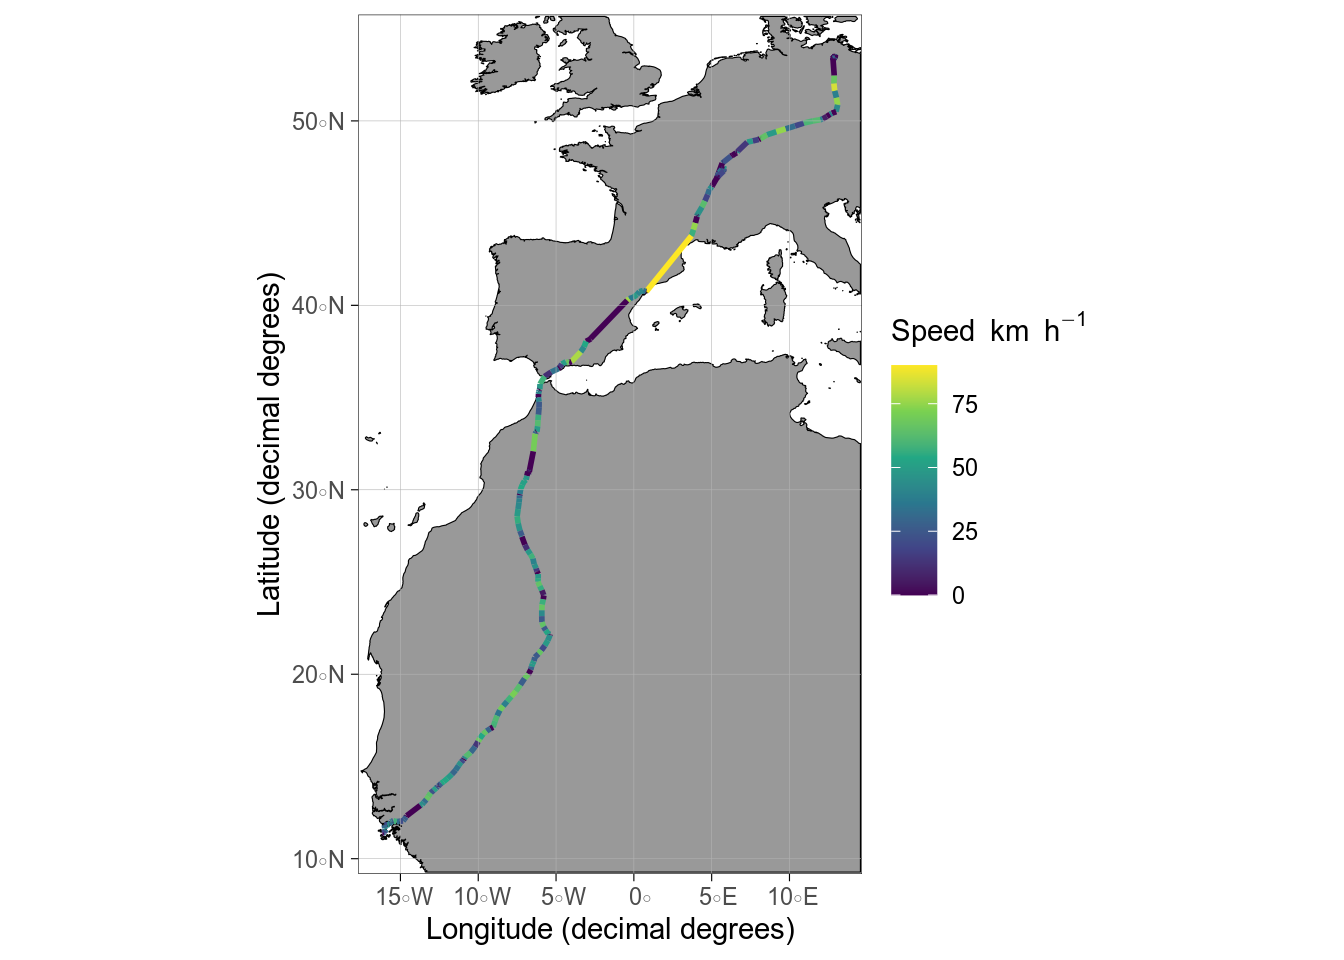 50°N
40°N
30°N
20°N
10°N
15°W 10°W 5°W 0° 5°E 10°E
Longitude (decimal degrees)
Latitude (decimal degrees)
Speed km h⁻¹
75
50
25
0